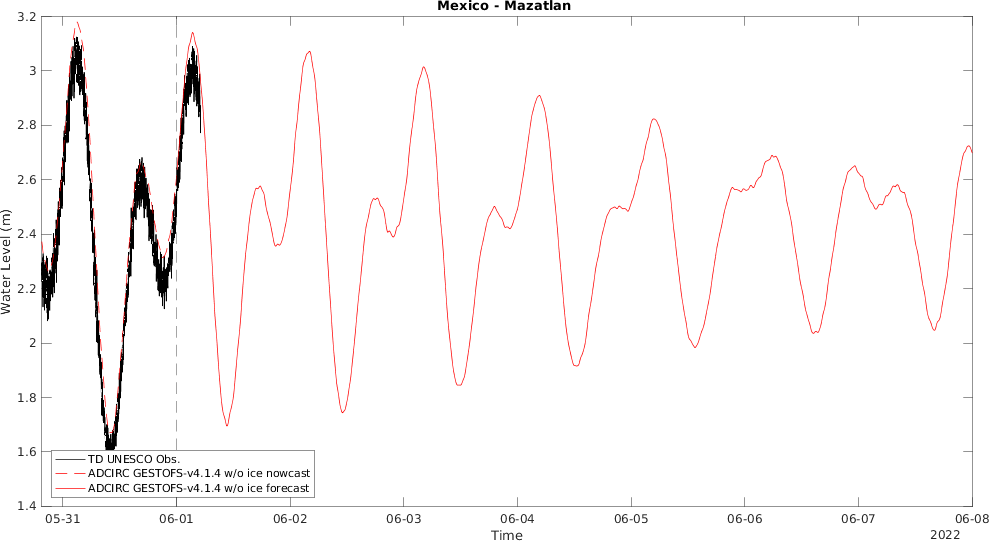 Mexico - Mazatlan
3.2
3
2.8
2.6
2.4
2.2
2
1.8
1.6
1.4
Water Level (m)
TD UNESCO Obs.
ADCIRC GESTOFS-v4.1.4 w/o ice nowcast
ADCIRC GESTOFS-v4.1.4 w/o ice forecast
05-31 06-01 06-02 06-03 06-04 06-05 06-06 06-07 06-08
Time
2022